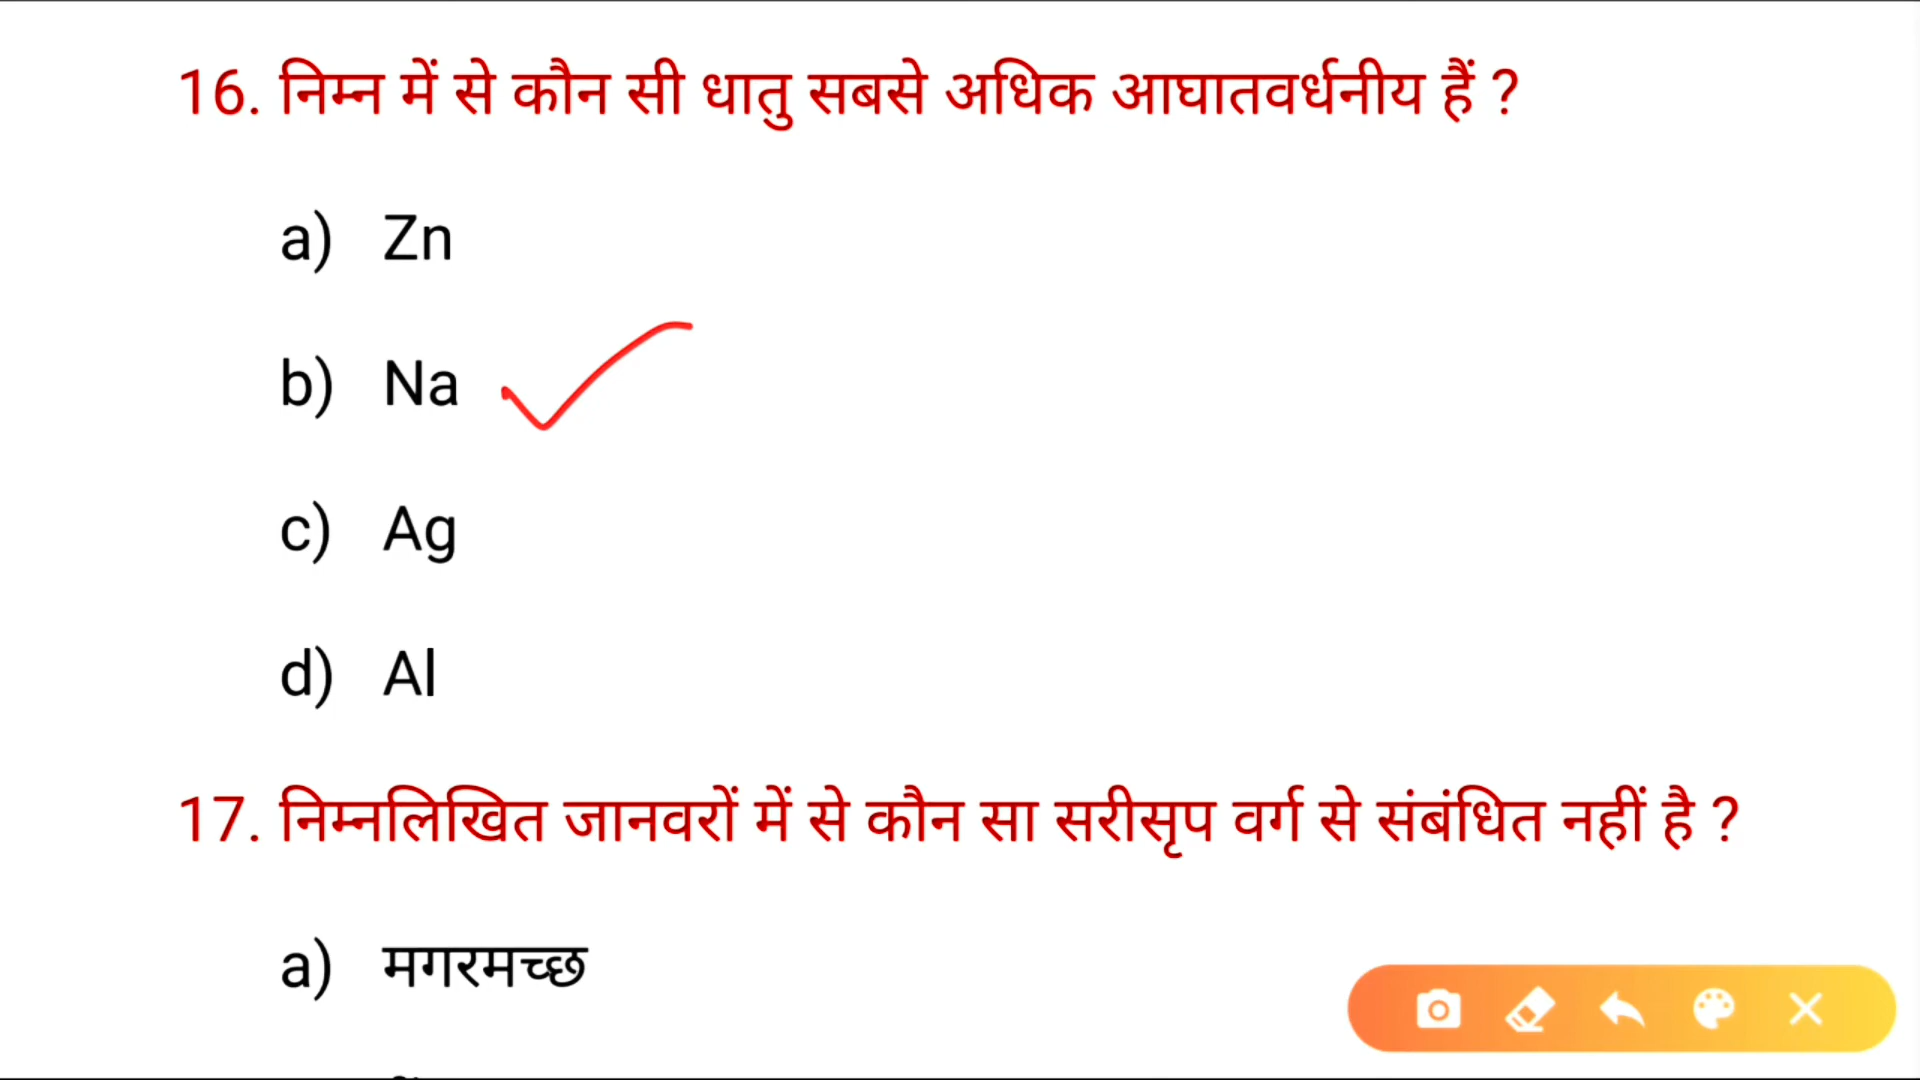 16. निम्न में से कौन सी धातु सबसे अधिक आघातवर्धनीय हैं ?
a) Zn
b) Na
c) Ag
d) Al
17. निम्नलिखित जानवरों में से कौन सा सरीसृप वर्ग से संबंधित नहीं है ?
a) मगरमच्छ